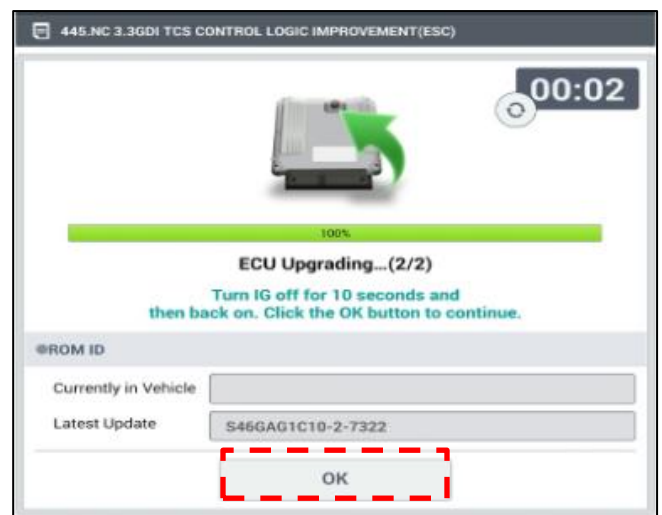 445.NC 3.3GDI TCS CONTROL LOGIC IMPROVEMENT(ESC)
00:02
100%
ECU Upgrading...(2/2)
Turn IG off for 10 seconds and
then back on. Click the OK button to continue.
ROM ID
Currently in Vehicle
Latest Update S46GAG1C10-2-7322
OK